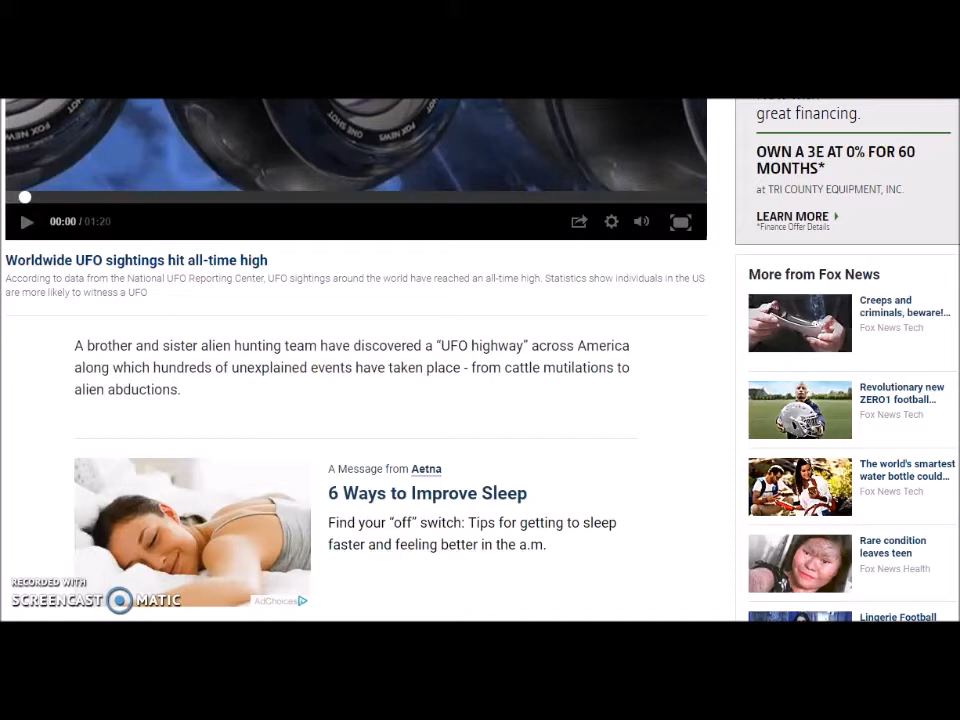 FOX NEWS
ONE SHOT
FOX NEWS
00:00 / 01:20
Worldwide UFO sightings hit all-time high
According to data from the National UFO Reporting Center, UFO sightings around the world have reached an all-time high. Statistics show individuals in the US
are more likely to witness a UFO
A brother and sister alien hunting team have discovered a “UFO highway” across America
along which hundreds of unexplained events have taken place - from cattle mutilations to
alien abductions.
A Message from Aetna
6 Ways to Improve Sleep
Find your “off” switch: Tips for getting to sleep
faster and feeling better in the a.m.
AdChoices
RECORDED WITH
SCREENCAST MATIC
great financing.
OWN A 3E AT 0% FOR 60
MONTHS*
at TRI COUNTY EQUIPMENT, INC.
LEARN MORE
*Finance Offer Details
More from Fox News
Creeps and
criminals, beware!...
Fox News Tech
Revolutionary new
ZERO1 football...
Fox News Tech
The world's smartest
water bottle could...
Fox News Tech
Rare condition
leaves teen
Fox News Health
Lingerie Football